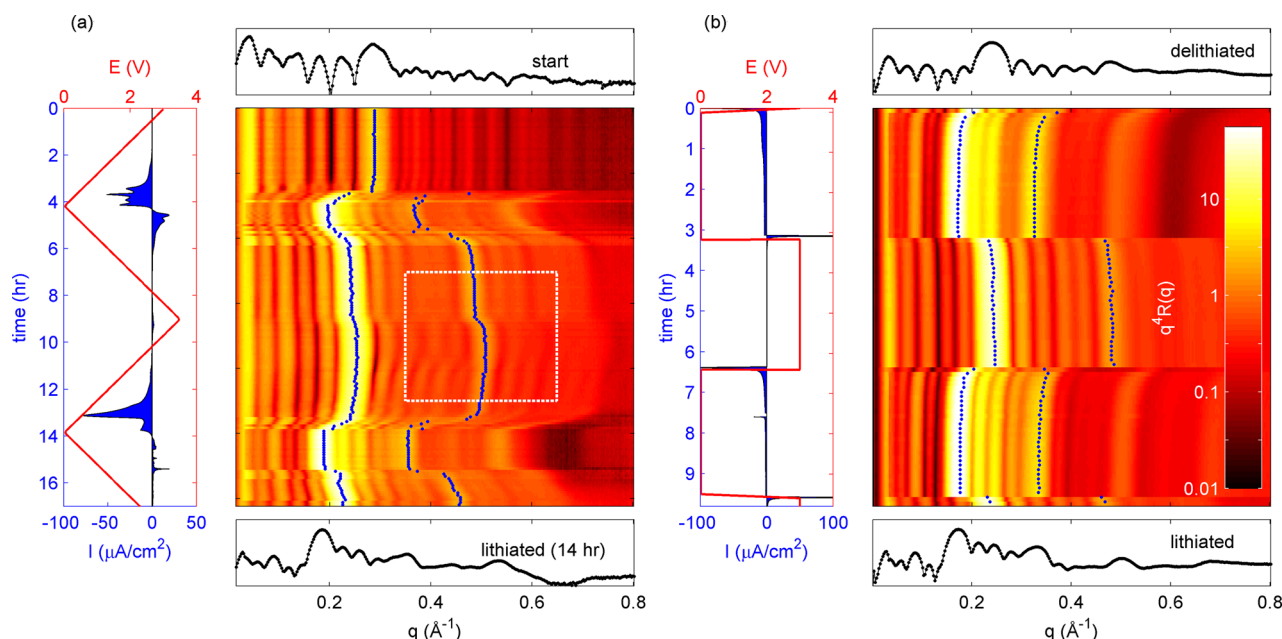 (a)
(b)
E (V)
0 2 4
start
E (V)
0 2 4
delithiated
0
2
4
6
8
10
12
14
16
time (hr)
-100 0 50
I (μA/cm²)
0
1
2
3
4
5
6
7
8
9
time (hr)
-100 0 100
I (μA/cm²)
10
1
0.1
0.01
q⁴R(q)
lithiated (14 hr)
lithiated
0.2 0.4 0.6 0.8
q (Å⁻¹)
0.2 0.4 0.6 0.8
q (Å⁻¹)